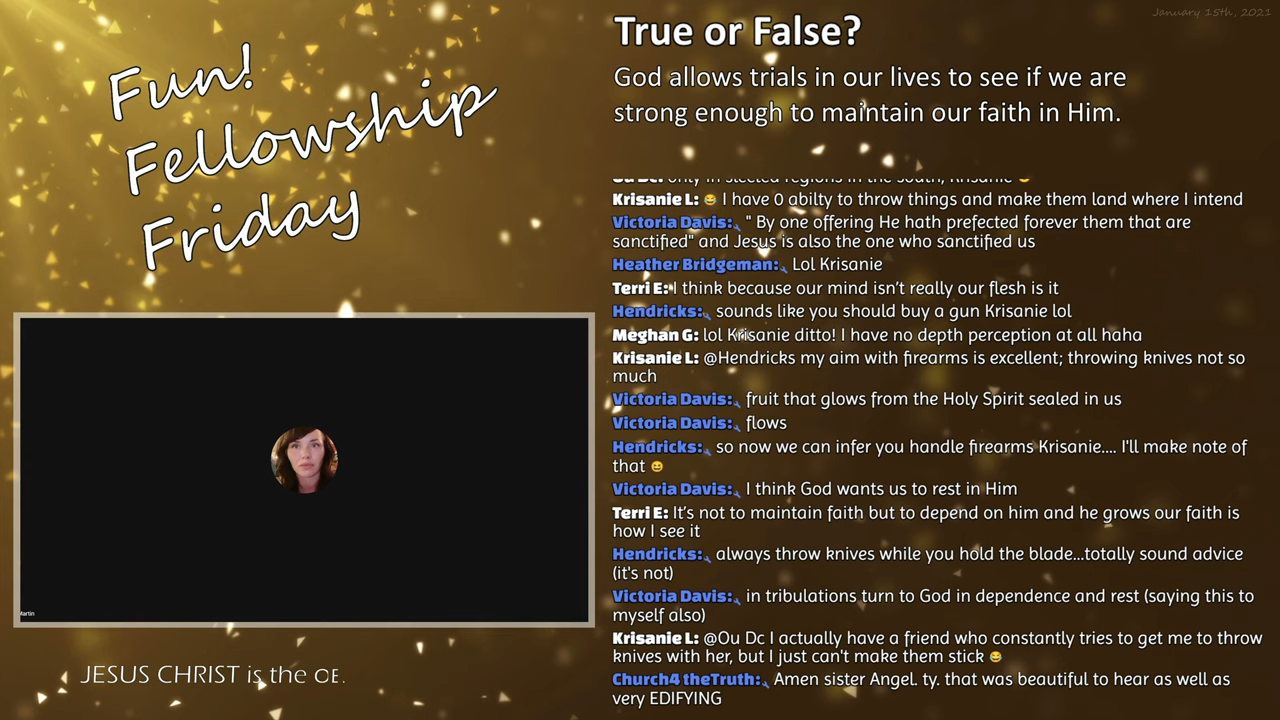 January 15th, 2021
Fun!
Fellowship
Friday
True or False?
God allows trials in our lives to see if we are
strong enough to maintain our faith in Him.
Krisanie L: 😂 I have 0 abilty to throw things and make them land where I intend
Victoria Davis: " By one offering He hath prefected forever them that are
sanctified" and Jesus is also the one who sanctified us
Heather Bridgeman: Lol Krisanie
Terri E: I think because our mind isn't really our flesh is it
Hendricks: sounds like you should buy a gun Krisanie lol
Meghan G: lol Krisanie ditto! I have no depth perception at all haha
Krisanie L: @Hendricks my aim with firearms is excellent; throwing knives not so
much
Victoria Davis: fruit that glows from the Holy Spirit sealed in us
Victoria Davis: flows
Hendricks: so now we can infer you handle firearms Krisanie.... I'll make note of
that 😆
Victoria Davis: I think God wants us to rest in Him
Terri E: It's not to maintain faith but to depend on him and he grows our faith is
how I see it
Hendricks: always throw knives while you hold the blade...totally sound advice
(it's not)
Victoria Davis: in tribulations turn to God in dependence and rest (saying this to
myself also)
Krisanie L: @Ou Dc I actually have a friend who constantly tries to get me to throw
knives with her, but I just can't make them stick 😂
Church4 theTruth: Amen sister Angel. ty. that was beautiful to hear as well as
very EDIFYING
JESUS CHRIST is the OE.